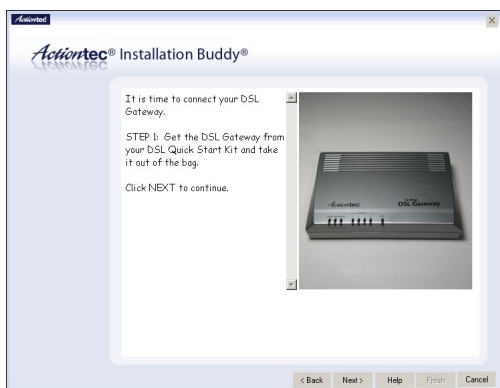 Actiontec
Actiontec® Installation Buddy®
It is time to connect your DSL
Gateway.
STEP 1: Get the DSL Gateway from
your DSL Quick Start Kit and take
it out of the bag.
Click NEXT to continue.
Actiontec
DSL Gateway
< Back
Next >
Help
Finish
Cancel